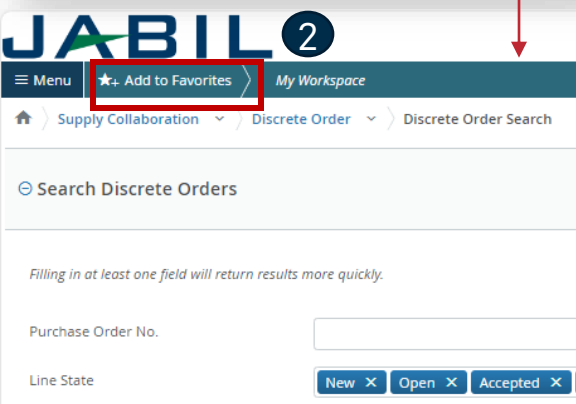 JABIL
2
Menu Add to Favorites My Workspace
Supply Collaboration Discrete Order Discrete Order Search
Search Discrete Orders
Filling in at least one field will return results more quickly.
Purchase Order No.
Line State New × Open × Accepted ×